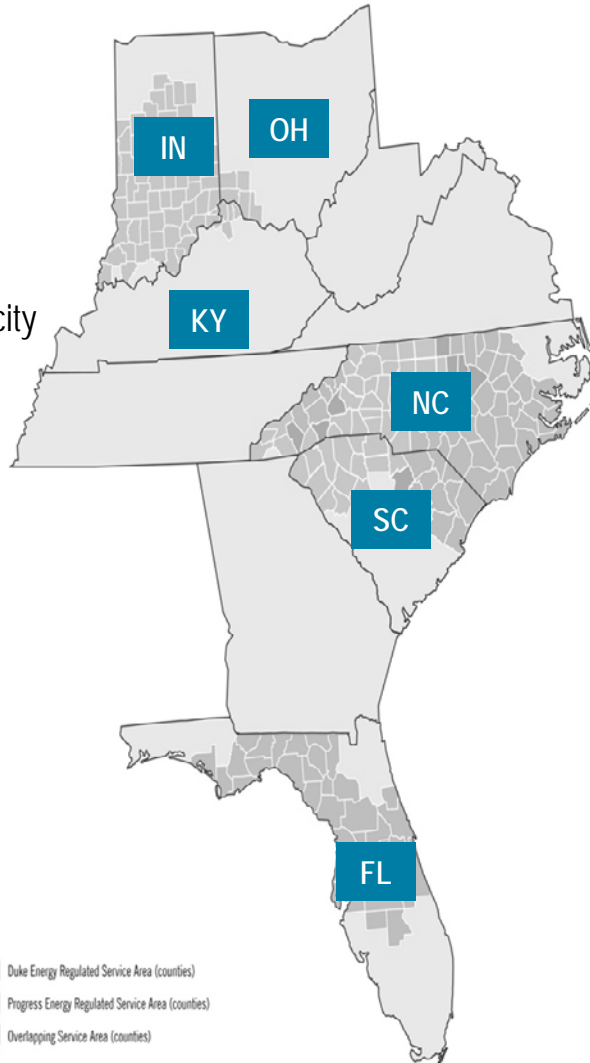 IN
OH
city
KY
NC
SC
FL
Duke Energy Regulated Service Area (counties)
Progress Energy Regulated Service Area (counties)
Overlapping Service Area (counties)